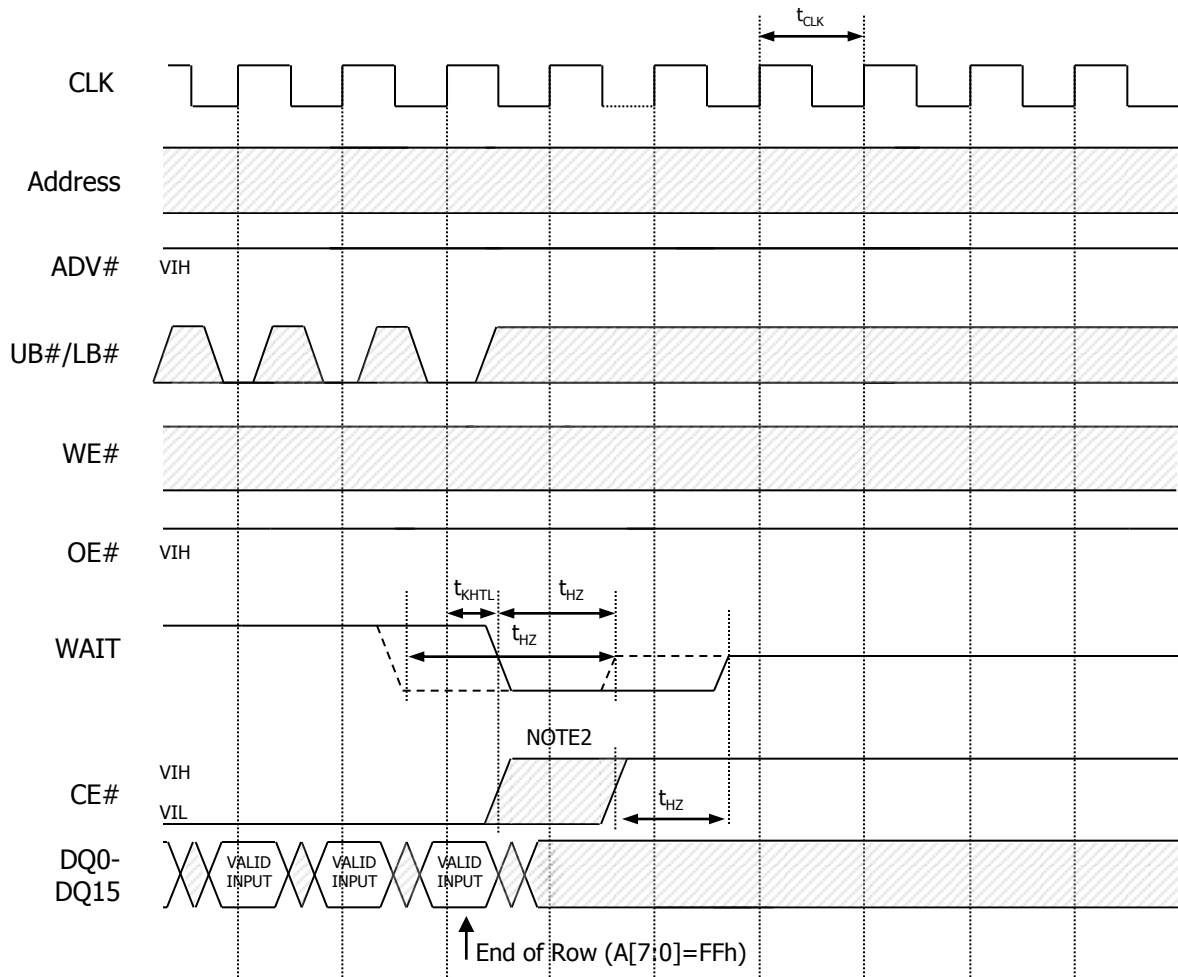 tCLK
CLK
Address
ADV#
VIH
UB#/LB#
WE#
OE#
VIH
tKHTL
tHZ
tHZ
WAIT
NOTE2
VIH
CE#
VIL
tHZ
DQ0-
DQ15
VALID
INPUT
VALID
INPUT
VALID
INPUT
End of Row (A[7:0]=FFh)